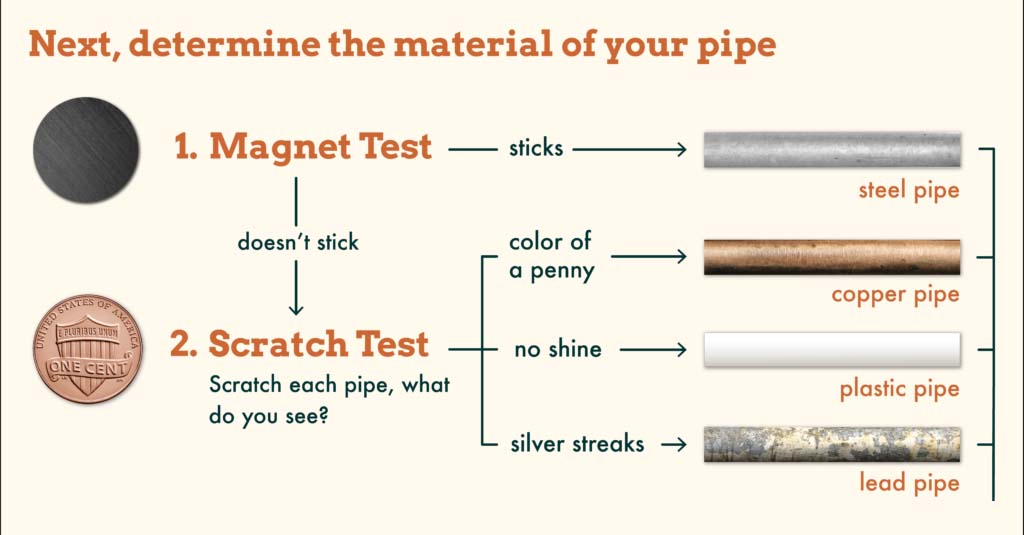 Next, determine the material of your pipe
1. Magnet Test
sticks
steel pipe
doesn't stick
color of
a penny
copper pipe
UNITED STATES OF AMERICA
E PLURIBUS UNUM
ONE CENT
2. Scratch Test
Scratch each pipe, what
do you see?
no shine
plastic pipe
silver streaks
lead pipe